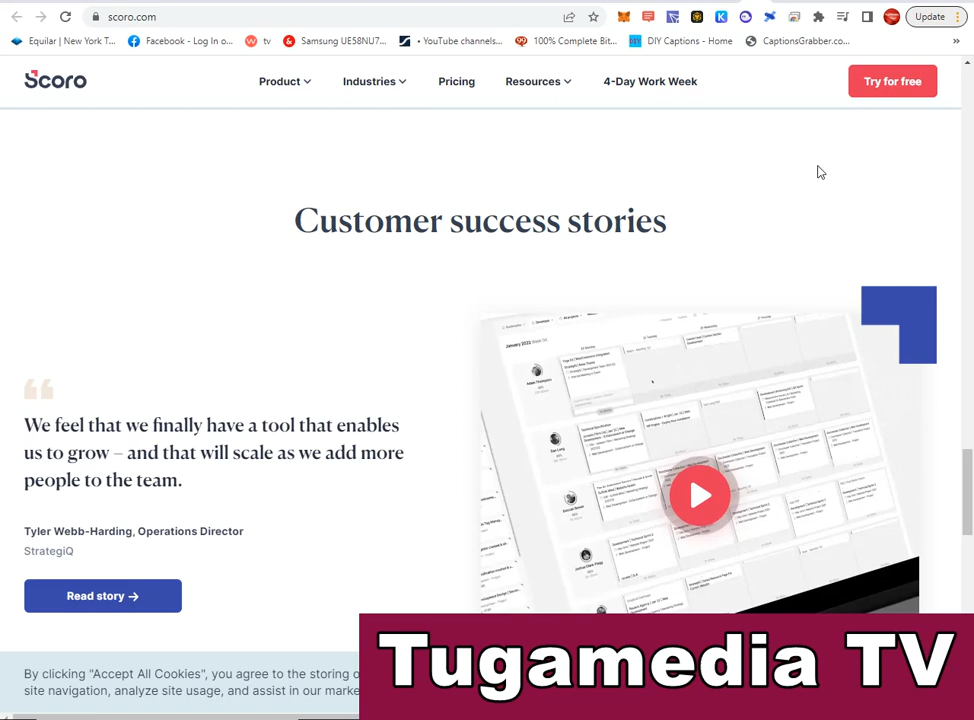 scoro.com
Update
Equilar | New York T...
Facebook - Log In o...
tv
Samsung UE58NU7...
• YouTube channels...
100% Complete Bit...
DIY Captions - Home
CaptionsGrabber.co...
»
Scoro
Product
Industries
Pricing
Resources
4-Day Work Week
Try for free
Customer success stories
January 2022
We feel that we finally have a tool that enables
us to grow – and that will scale as we add more
people to the team.
Tyler Webb-Harding, Operations Director
StrategiQ
Read story →
By clicking "Accept All Cookies", you agree to the storing o
site navigation, analyze site usage, and assist in our marke
Tugamedia TV